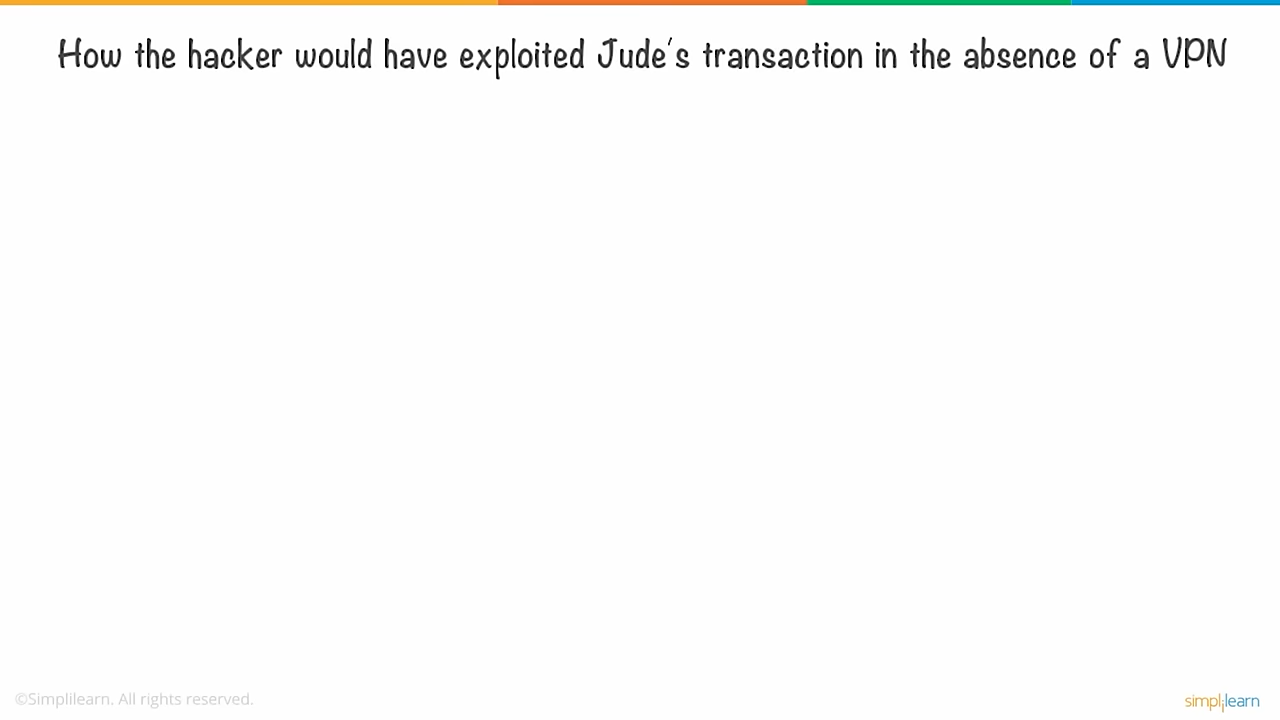 How the hacker would have exploited Jude's transaction in the absence of a VPN
©Simplilearn. All rights reserved.
simplilearn